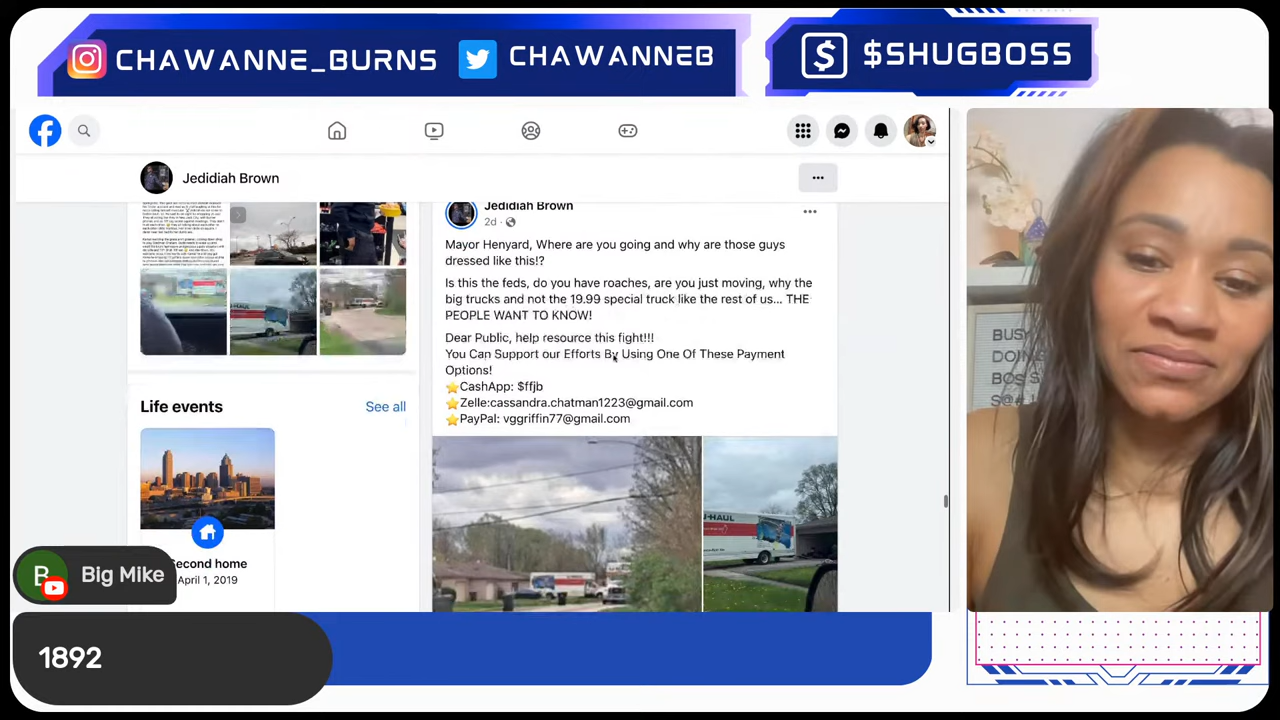 CHAWANNE_BURNS
CHAWANNEB
$SHUGBOSS
Jedidiah Brown
Jedidiah Brown
2d
Mayor Henyard, Where are you going and why are those guys
dressed like this!?
Is this the feds, do you have roaches, are you just moving, why the
big trucks and not the 19.99 special truck like the rest of us... THE
PEOPLE WANT TO KNOW!
Dear Public, help resource this fight!!!
You Can Support our Efforts By Using One Of These Payment
Options!
⭐CashApp: $ffjb
⭐Zelle:cassandra.chatman1223@gmail.com
⭐PayPal: vggriffin77@gmail.com
Life events
See all
Second home
April 1, 2019
U-HAUL
BUSY
DOIN
BOS
S@#
B
Big Mike
1892